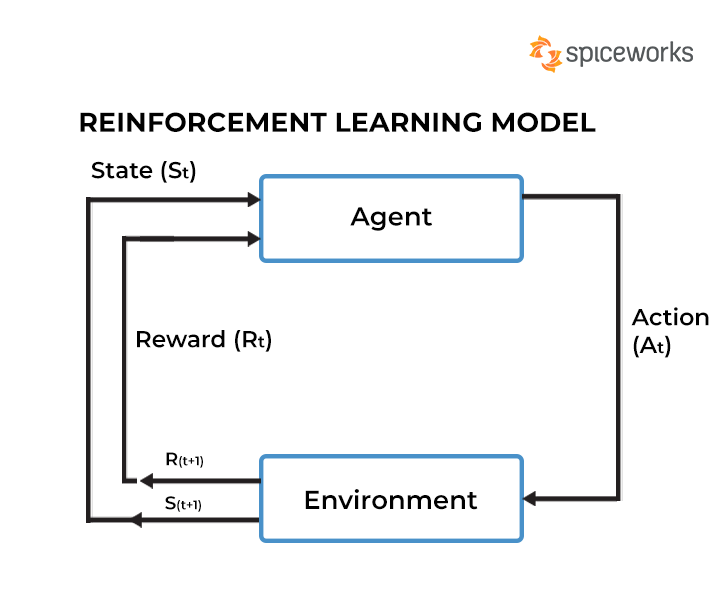 spiceworks
REINFORCEMENT LEARNING MODEL
State (St)
Agent
Action
(At)
Reward (Rt)
R(t+1)
S(t+1)
Environment